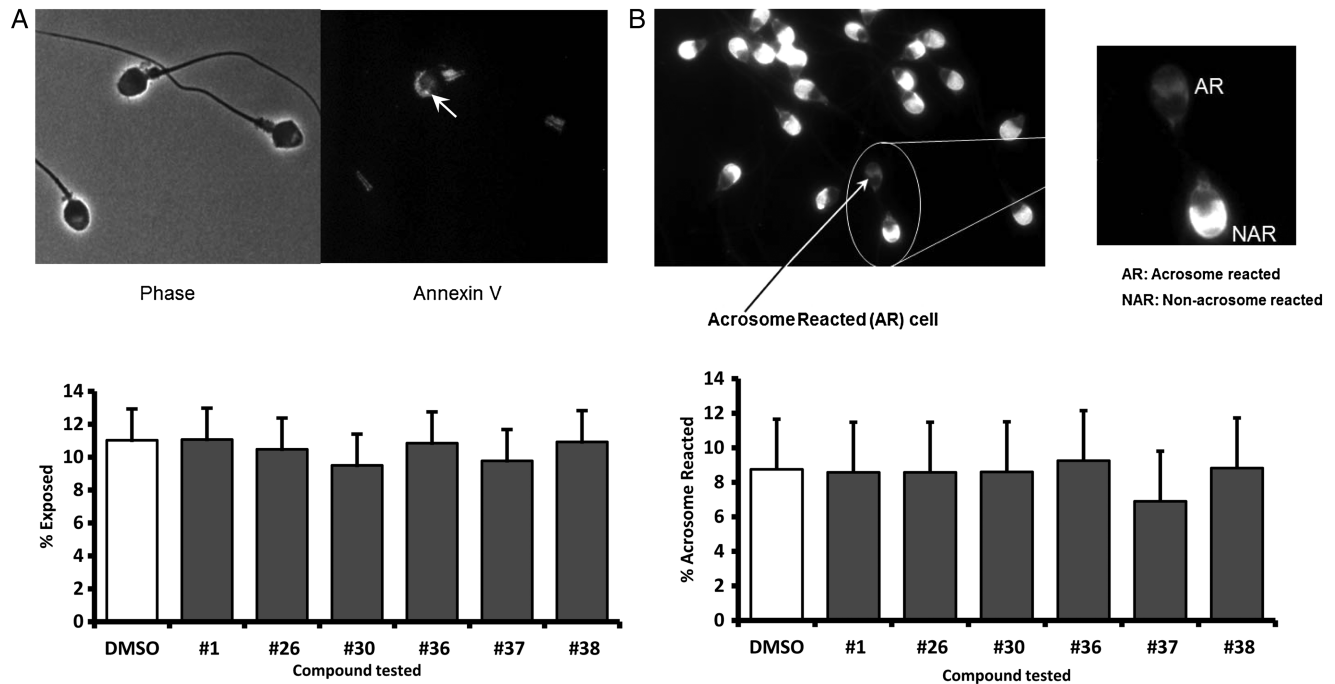 A
B
AR
NAR
Phase
Annexin V
AR: Acrosome reacted
NAR: Non-acrosome reacted
Acrosome Reacted (AR) cell
14
12
10
8
6
4
2
0
% Exposed
DMSO #1 #26 #30 #36 #37 #38
Compound tested
14
12
10
8
6
4
2
0
% Acrosome Reacted
DMSO #1 #26 #30 #36 #37 #38
Compound tested